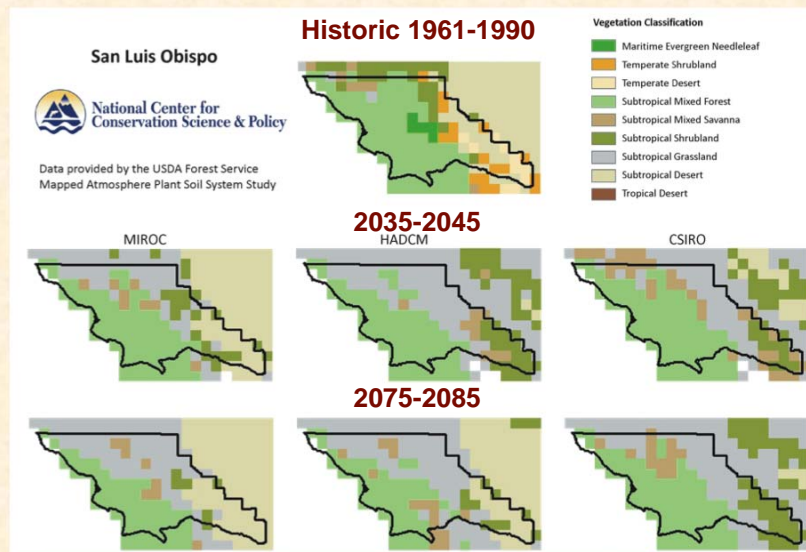 Historic 1961-1990
San Luis Obispo
National Center for
Conservation Science & Policy
Data provided by the USDA Forest Service
Mapped Atmosphere Plant Soil System Study
Vegetation Classification
Maritime Evergreen Needleleaf
Temperate Shrubland
Temperate Desert
Subtropical Mixed Forest
Subtropical Mixed Savanna
Subtropical Shrubland
Subtropical Grassland
Subtropical Desert
Tropical Desert
2035-2045
MIROC
HADCM
CSIRO
2075-2085